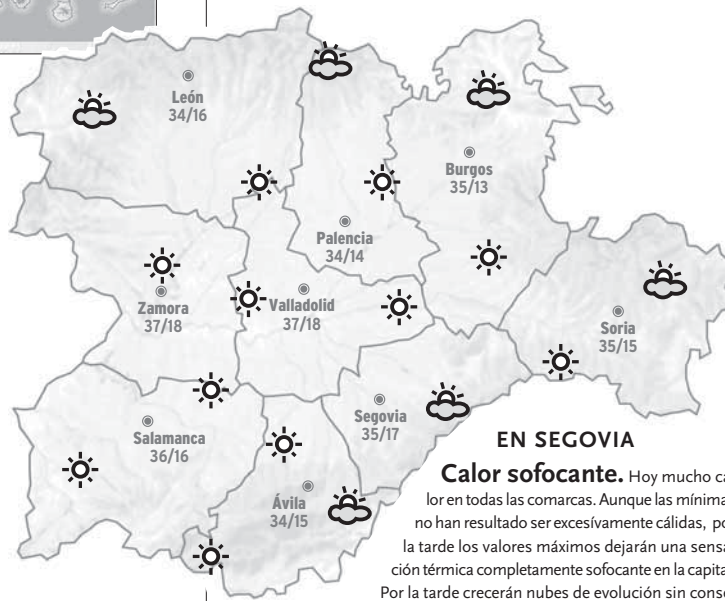 León
34/16
Burgos
35/13
Palencia
34/14
Zamora
37/18
Valladolid
37/18
Soria
35/15
Segovia
35/17
Salamanca
36/16
Ávila
34/15
EN SEGOVIA
Calor sofocante. Hoy mucho ca
lor en todas las comarcas. Aunque las mínima
no han resultado ser excesívamente cálidas, po
la tarde los valores máximos dejarán una sensa
ción térmica completamente sofocante en la capita
Por la tarde crecerán nubes de evolución sin conse